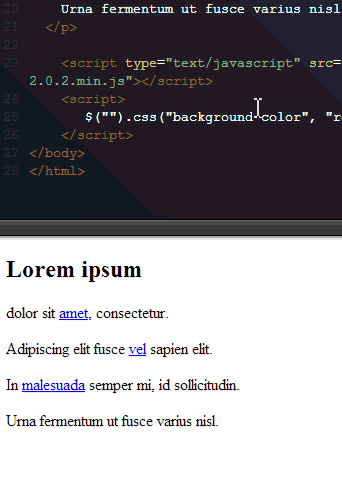 20 Urna fermentum ut fusce varius nisl
21 </p>
22
23 <script type="text/javascript" src=
2.0.2.min.js"></script>
24 <script>
25 $("").css("background-color", "r
26 </script>
27 </body>
28 </html>
Lorem ipsum
dolor sit amet, consectetur.
Adipiscing elit fusce vel sapien elit.
In malesuada semper mi, id sollicitudin.
Urna fermentum ut fusce varius nisl.